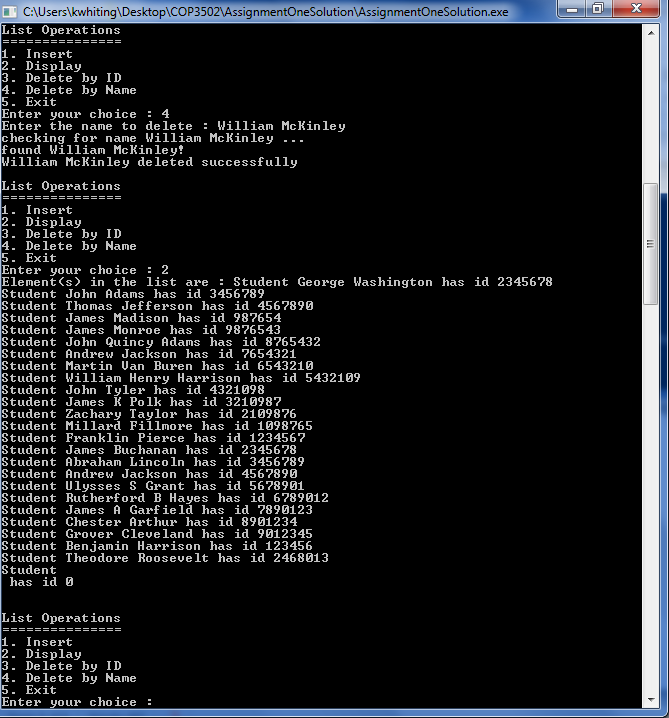 C:\Users\kwhiting\Desktop\COP3502\AssignmentOneSolution\AssignmentOneSolution.exe
List Operations
===============
1. Insert
2. Display
3. Delete by ID
4. Delete by Name
5. Exit
Enter your choice : 4
Enter the name to delete : William McKinley
checking for name William McKinley ...
found William McKinley!
William McKinley deleted successfully
List Operations
===============
1. Insert
2. Display
3. Delete by ID
4. Delete by Name
5. Exit
Enter your choice : 2
Element(s) in the list are : Student George Washington has id 2345678
Student John Adams has id 3456789
Student Thomas Jefferson has id 4567890
Student James Madison has id 987654
Student James Monroe has id 9876543
Student John Quincy Adams has id 8765432
Student Andrew Jackson has id 7654321
Student Martin Van Buren has id 6543210
Student William Henry Harrison has id 5432109
Student John Tyler has id 4321098
Student James K Polk has id 3210987
Student Zachary Taylor has id 2109876
Student Millard Fillmore has id 1098765
Student Franklin Pierce has id 1234567
Student James Buchanan has id 2345678
Student Abraham Lincoln has id 3456789
Student Andrew Jackson has id 4567890
Student Ulysses S Grant has id 5678901
Student Rutherford B Hayes has id 6789012
Student James A Garfield has id 7890123
Student Chester Arthur has id 8901234
Student Grover Cleveland has id 9012345
Student Benjamin Harrison has id 123456
Student Theodore Roosevelt has id 2468013
Student
has id 0
List Operations
===============
1. Insert
2. Display
3. Delete by ID
4. Delete by Name
5. Exit
Enter your choice :